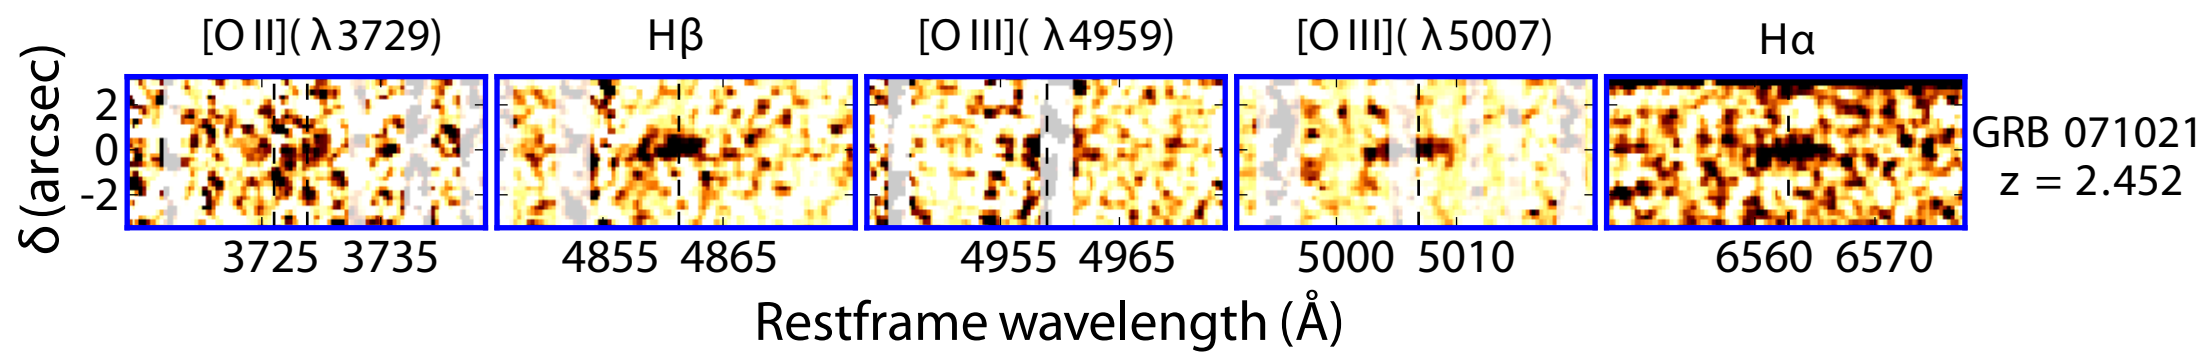 [O II]( λ3729) Hβ [O III]( λ4959) [O III]( λ5007) Hα
δ (arcsec)
2
0
-2
GRB 071021
z = 2.452
3725 3735 4855 4865 4955 4965 5000 5010 6560 6570
Restframe wavelength (Å)